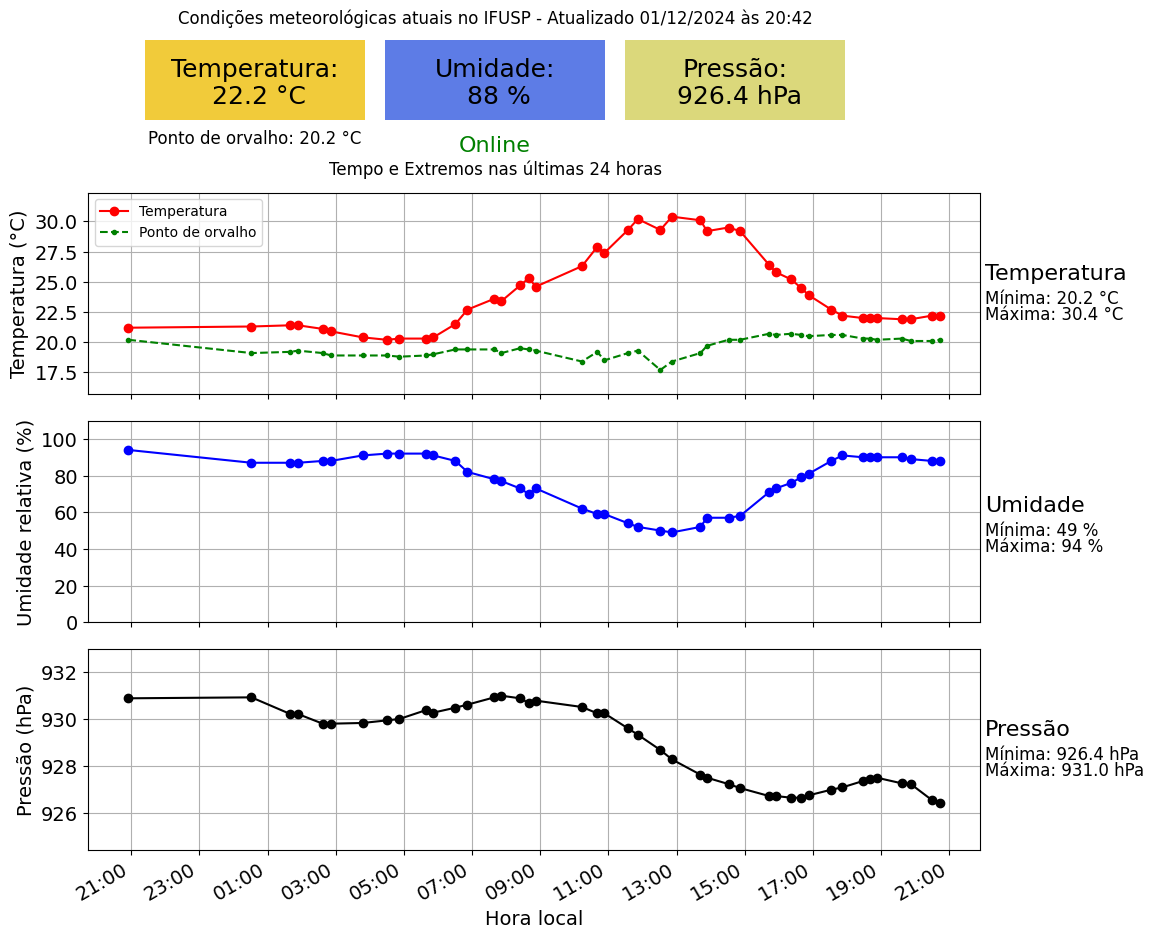 Condições meteorológicas atuais no IFUSP - Atualizado 01/12/2024 às 20:42
Temperatura:
22.2 °C
Umidade:
88 %
Pressão:
926.4 hPa
Ponto de orvalho: 20.2 °C
Online
Tempo e Extremos nas últimas 24 horas
Temperatura (°C)
30.0
27.5
25.0
22.5
20.0
17.5
Temperatura
Ponto de orvalho
Temperatura
Mínima: 20.2 °C
Máxima: 30.4 °C
Umidade relativa (%)
100
80
60
40
20
0
Umidade
Mínima: 49 %
Máxima: 94 %
Pressão (hPa)
932
930
928
926
Pressão
Mínima: 926.4 hPa
Máxima: 931.0 hPa
21:00 23:00 01:00 03:00 05:00 07:00 09:00 11:00 13:00 15:00 17:00 19:00 21:00
Hora local